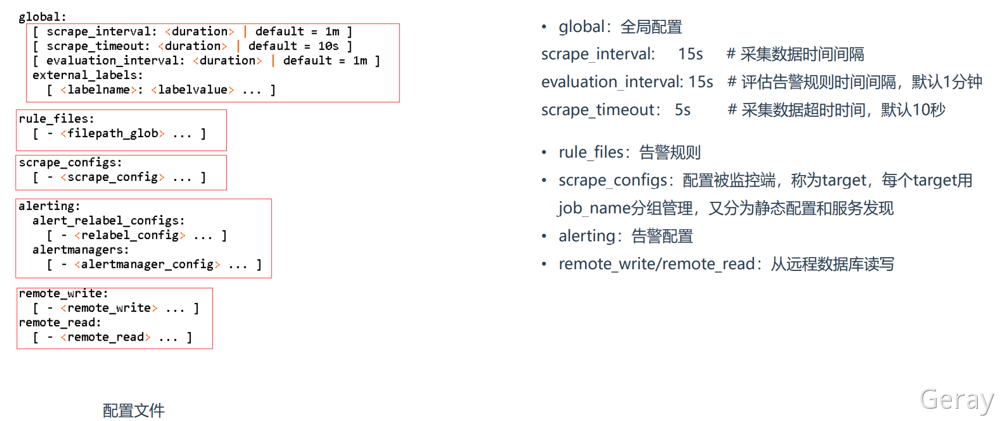 global:
  [ scrape_interval: <duration> | default = 1m ]
  [ scrape_timeout: <duration> | default = 10s ]
  [ evaluation_interval: <duration> | default = 1m ]
  external_labels:
    [ <labelname>: <labelvalue> ... ]
rule_files:
  [ - <filepath_glob> ... ]
scrape_configs:
  [ - <scrape_config> ... ]
alerting:
  alert_relabel_configs:
    [ - <relabel_config> ... ]
  alertmanagers:
    [ - <alertmanager_config> ... ]
remote_write:
  [ - <remote_write> ... ]
remote_read:
  [ - <remote_read> ... ]
配置文件
• global：全局配置
scrape_interval: 15s # 采集数据时间间隔
evaluation_interval: 15s # 评估告警规则时间间隔，默认1分钟
scrape_timeout： 5s # 采集数据超时时间，默认10秒
• rule_files：告警规则
• scrape_configs：配置被监控端，称为target，每个target用
job_name分组管理，又分为静态配置和服务发现
• alerting：告警配置
• remote_write/remote_read：从远程数据库读写
Geray